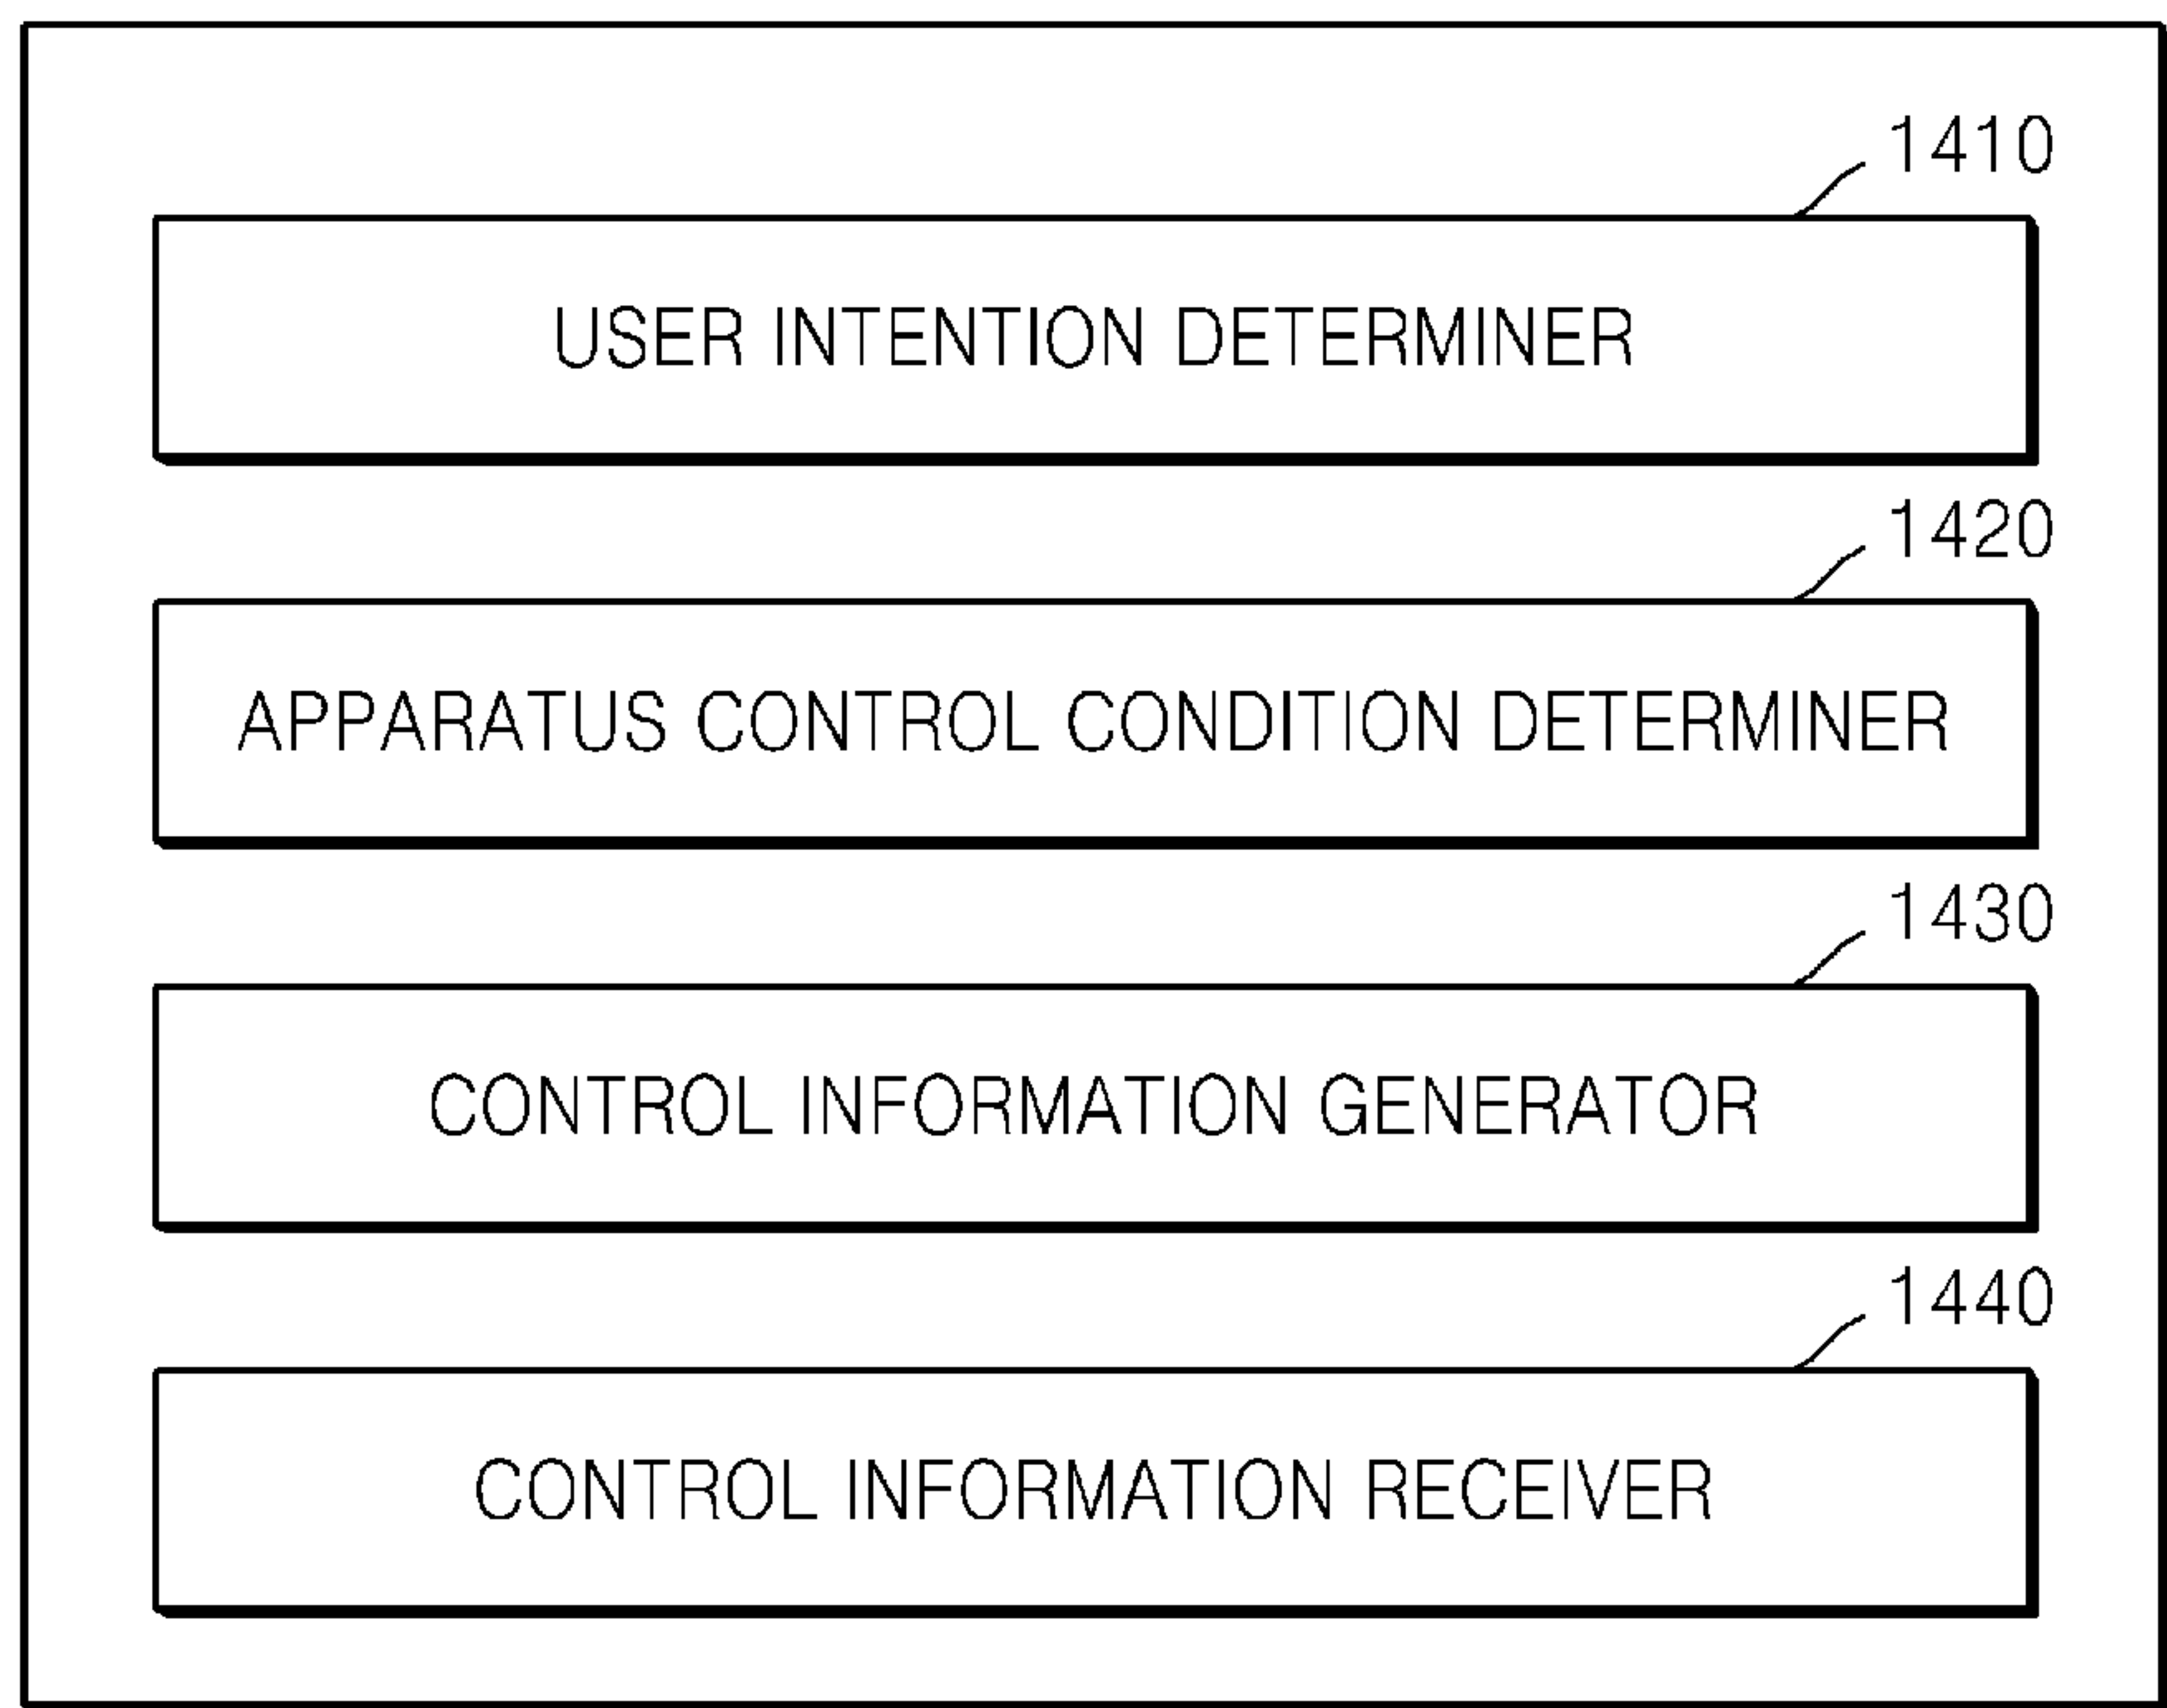 1410
USER INTENTION DETERMINER
1420
APPARATUS CONTROL CONDITION DETERMINER
1430
CONTROL INFORMATION GENERATOR
1440
CONTROL INFORMATION RECEIVER